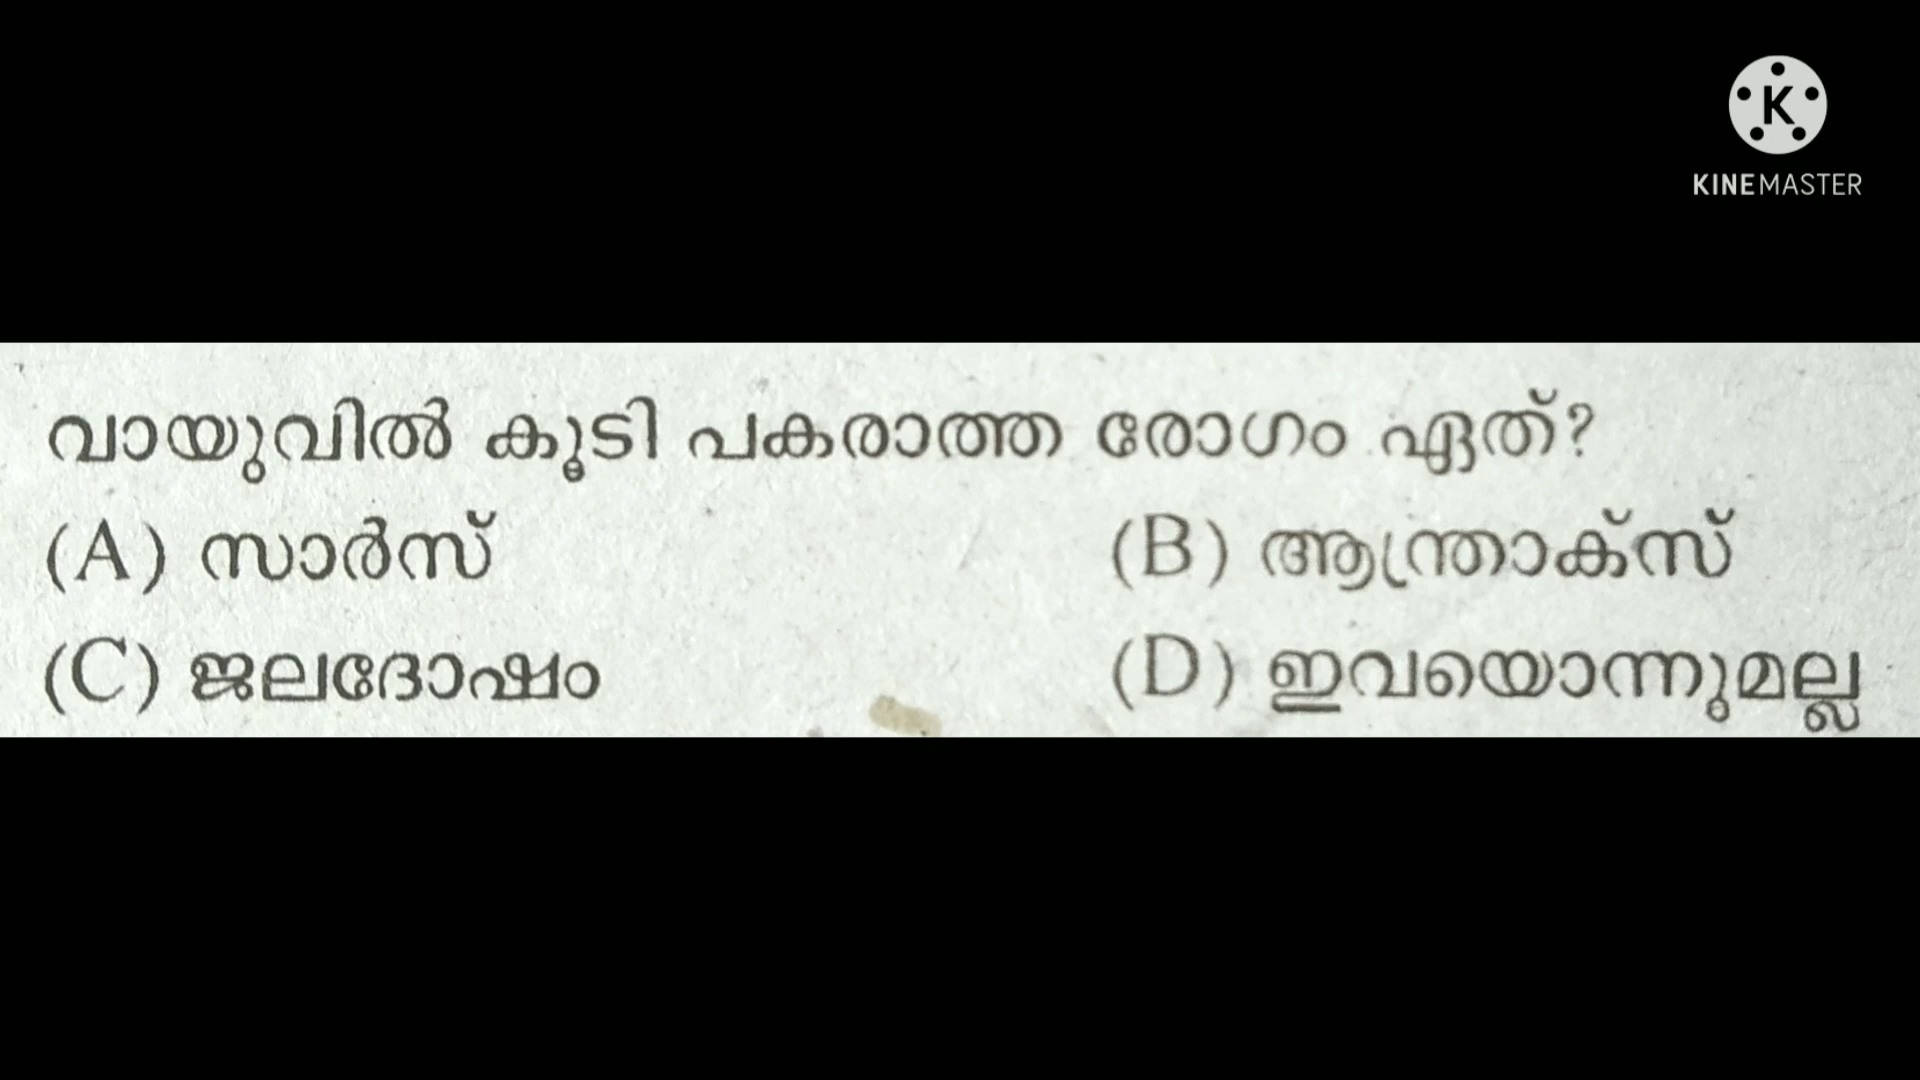 K
KINEMASTER
വായുവിൽ കൂടി പകരാത്ത രോഗം ഏത്?
(A) സാർസ് (B) ആന്ത്രാക്സ്
(C) ജലദോഷം (D) ഇവയൊന്നുമല്ല